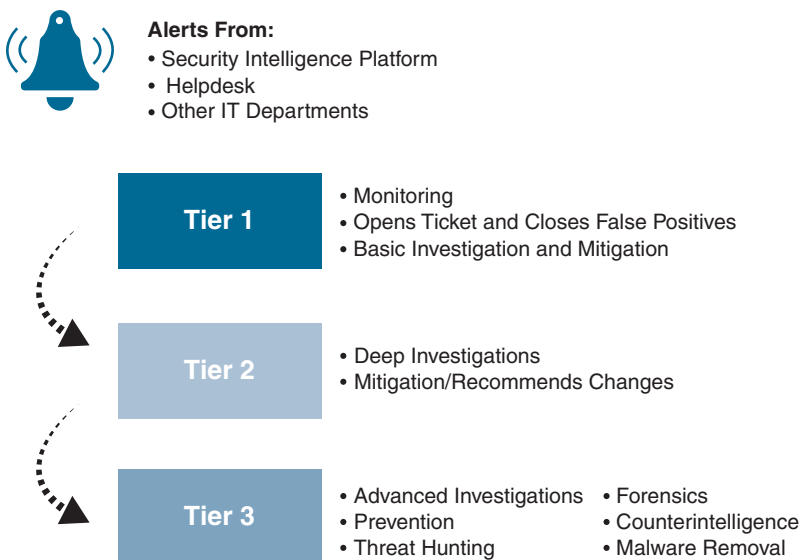 Alerts From:
• Security Intelligence Platform
• Helpdesk
• Other IT Departments
Tier 1
• Monitoring
• Opens Ticket and Closes False Positives
• Basic Investigation and Mitigation
Tier 2
• Deep Investigations
• Mitigation/Recommends Changes
Tier 3
• Advanced Investigations
• Prevention
• Threat Hunting
• Forensics
• Counterintelligence
• Malware Removal